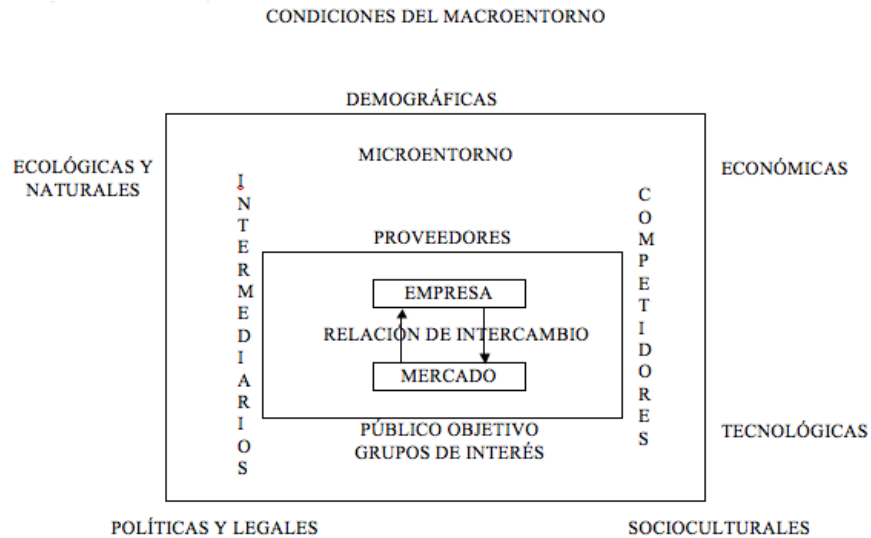 CONDICIONES DEL MACROENTORNO
DEMOGRÁFICAS
ECOLÓGICAS Y
NATURALES
MICROENTORNO
ECONÓMICAS
INTERMEDIARIOS
COMPETIDORES
PROVEEDORES
EMPRESA
RELACIÓN DE INTERCAMBIO
MERCADO
PÚBLICO OBJETIVO
GRUPOS DE INTERÉS
TECNOLÓGICAS
POLÍTICAS Y LEGALES
SOCIOCULTURALES